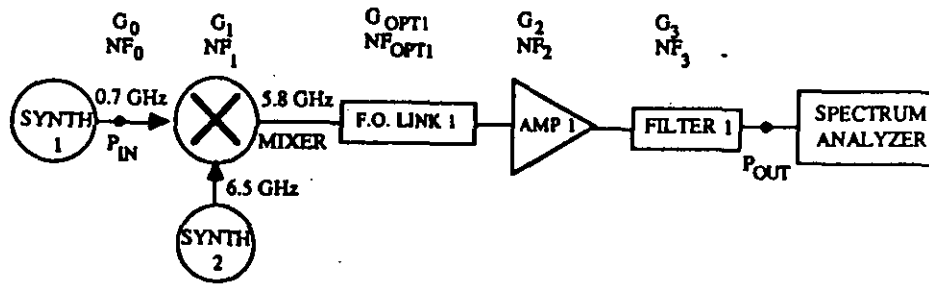 G0 G1 GOPT1 G2 G3
NF0 NF1 NFOPT1 NF2 NF3
0.7 GHz 5.8 GHz
SYNTH 1
PIN
MIXER
F.O. LINK 1
AMP 1
FILTER 1
POUT
SPECTRUM
ANALYZER
6.5 GHz
SYNTH
2